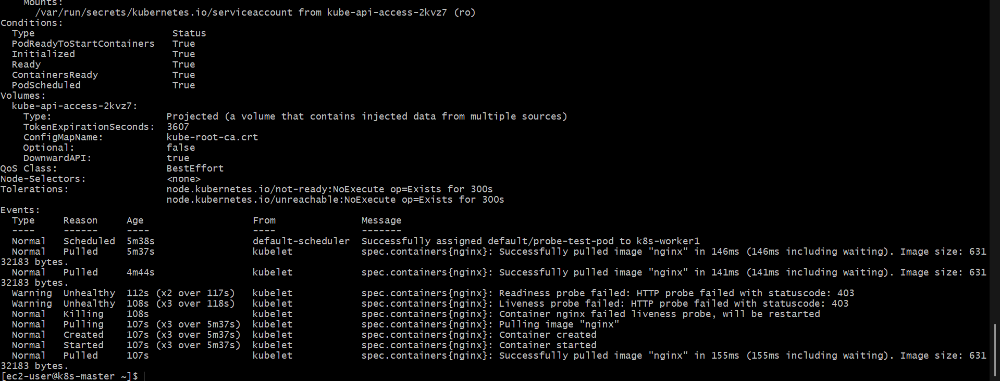 Mounts:
      /var/run/secrets/kubernetes.io/serviceaccount from kube-api-access-2kvz7 (ro)
Conditions:
  Type                        Status
  PodReadyToStartContainers   True
  Initialized                 True
  Ready                       True
  ContainersReady             True
  PodScheduled                True
Volumes:
  kube-api-access-2kvz7:
    Type:                    Projected (a volume that contains injected data from multiple sources)
    TokenExpirationSeconds:  3607
    ConfigMapName:           kube-root-ca.crt
    Optional:                false
    DownwardAPI:             true
QoS Class:                   BestEffort
Node-Selectors:              <none>
Tolerations:                 node.kubernetes.io/not-ready:NoExecute op=Exists for 300s
                             node.kubernetes.io/unreachable:NoExecute op=Exists for 300s
Events:
  Type     Reason     Age                   From               Message
  ----     ------     ----                  ----               -------
  Normal   Scheduled  5m38s                 default-scheduler  Successfully assigned default/probe-test-pod to k8s-worker1
  Normal   Pulled     5m37s                 kubelet            spec.containers{nginx}: Successfully pulled image "nginx" in 146ms (146ms including waiting). Image size: 631
32183 bytes.
  Normal   Pulled     4m44s                 kubelet            spec.containers{nginx}: Successfully pulled image "nginx" in 141ms (141ms including waiting). Image size: 631
32183 bytes.
  Warning  Unhealthy  112s (x2 over 117s)   kubelet            spec.containers{nginx}: Readiness probe failed: HTTP probe failed with statuscode: 403
  Warning  Unhealthy  108s (x3 over 118s)   kubelet            spec.containers{nginx}: Liveness probe failed: HTTP probe failed with statuscode: 403
  Normal   Killing    108s                  kubelet            spec.containers{nginx}: Container nginx failed liveness probe, will be restarted
  Normal   Pulling    107s (x3 over 5m37s)  kubelet            spec.containers{nginx}: Pulling image "nginx"
  Normal   Created    107s (x3 over 5m37s)  kubelet            spec.containers{nginx}: Container created
  Normal   Started    107s (x3 over 5m37s)  kubelet            spec.containers{nginx}: Container started
  Normal   Pulled     107s                  kubelet            spec.containers{nginx}: Successfully pulled image "nginx" in 155ms (155ms including waiting). Image size: 631
32183 bytes.
[ec2-user@k8s-master ~]$